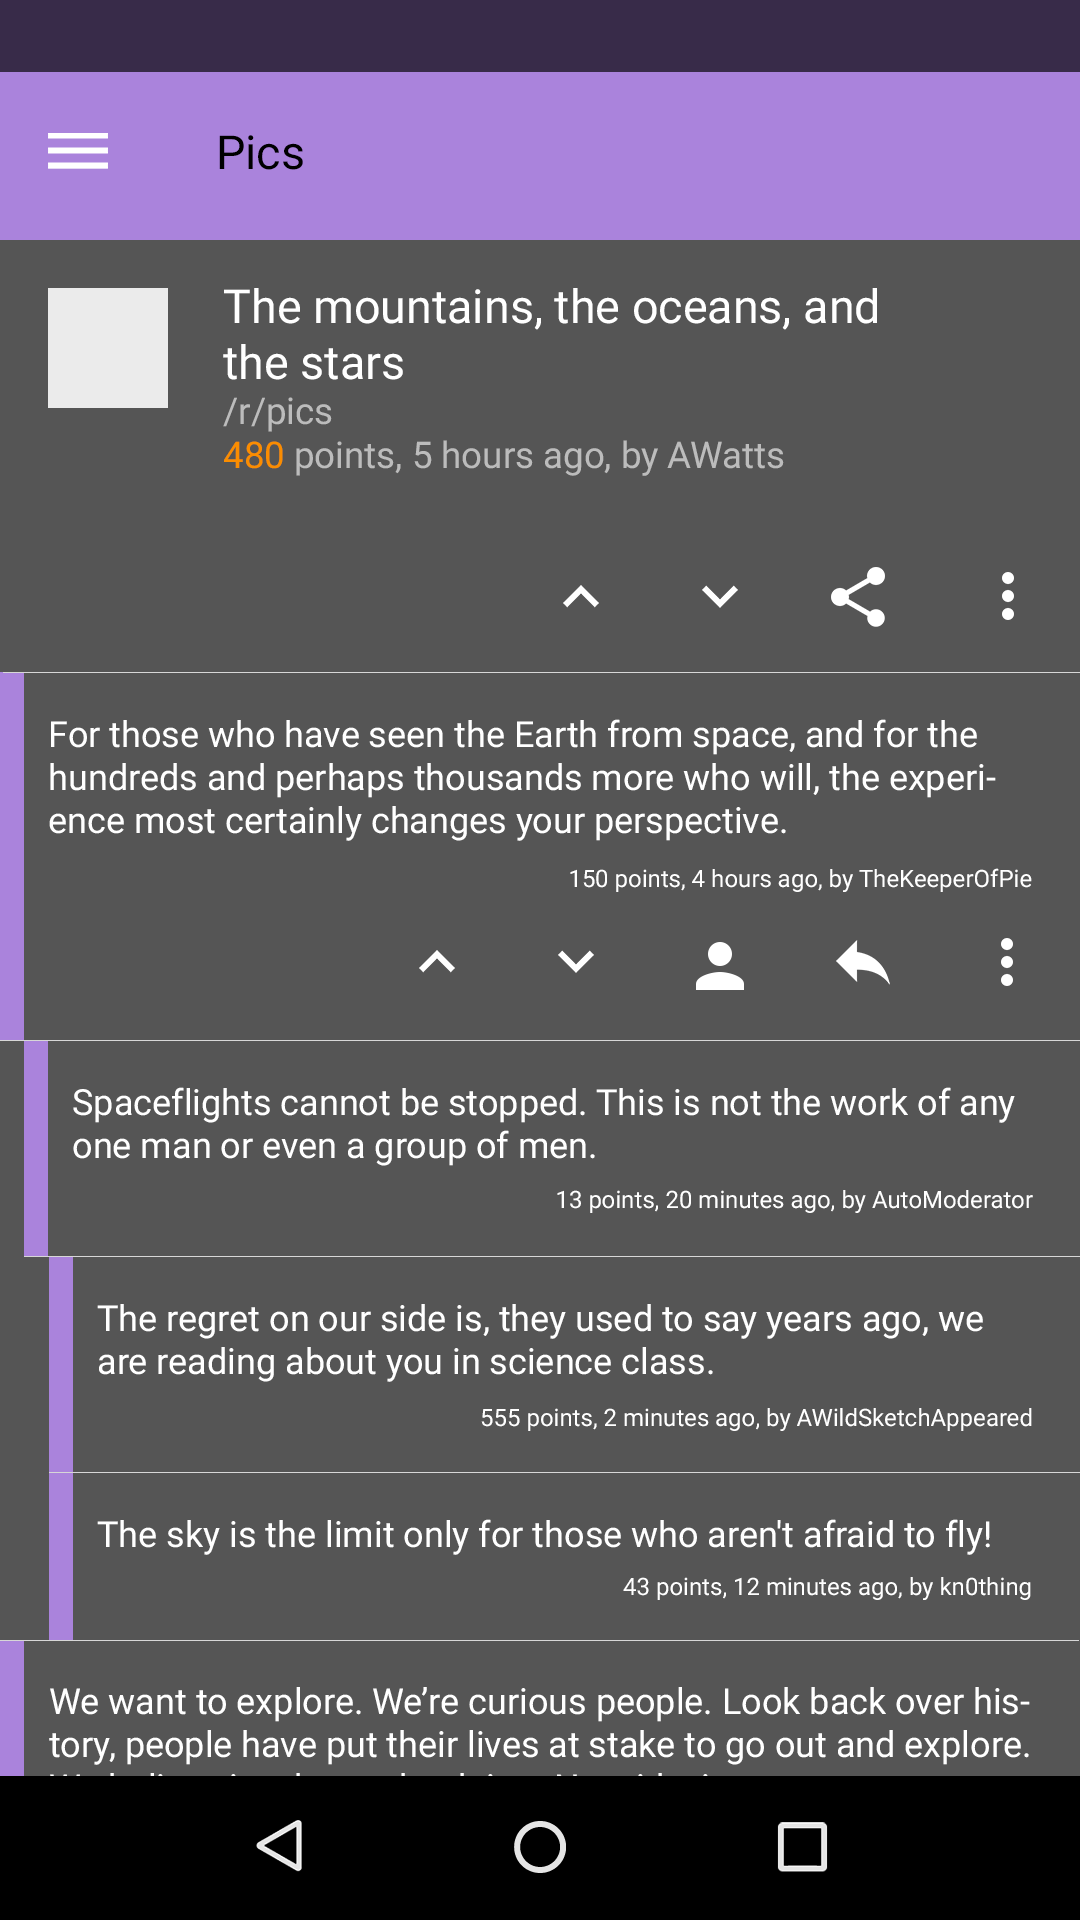 Pics
The mountains, the oceans, and
the stars
/r/pics
480 points, 5 hours ago, by AWatts
For those who have seen the Earth from space, and for the
hundreds and perhaps thousands more who will, the experi-
ence most certainly changes your perspective.
150 points, 4 hours ago, by TheKeeperOfPie
Spaceflights cannot be stopped. This is not the work of any
one man or even a group of men.
13 points, 20 minutes ago, by AutoModerator
The regret on our side is, they used to say years ago, we
are reading about you in science class.
555 points, 2 minutes ago, by AWildSketchAppeared
The sky is the limit only for those who aren't afraid to fly!
43 points, 12 minutes ago, by kn0thing
We want to explore. We’re curious people. Look back over his-
tory, people have put their lives at stake to go out and explore.